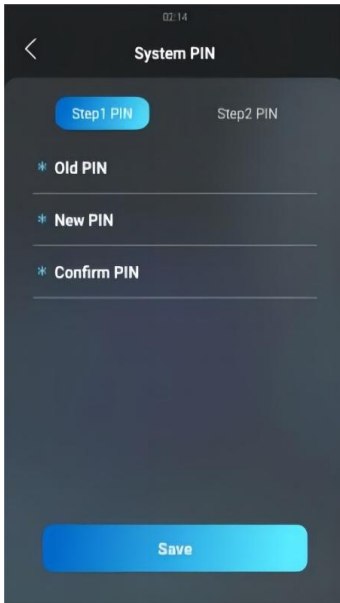 02:14
System PIN
Step1 PIN Step2 PIN
* Old PIN
* New PIN
* Confirm PIN
Save